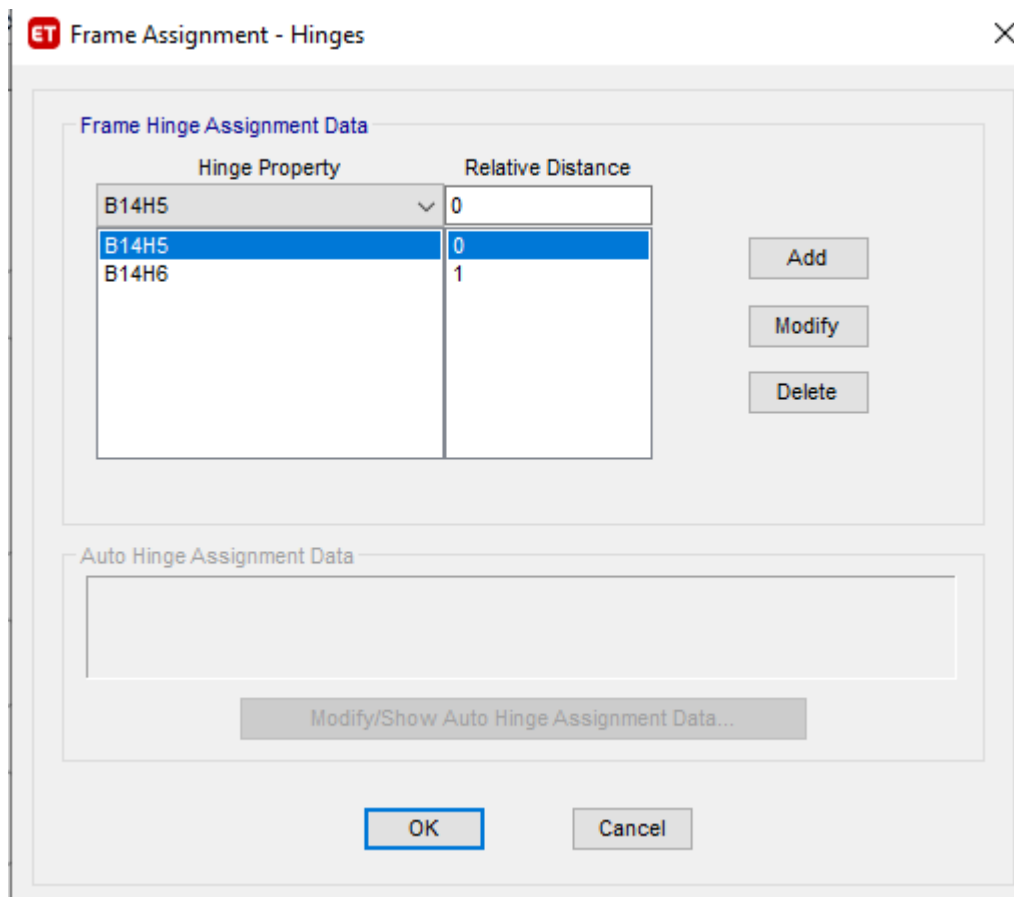 ET Frame Assignment - Hinges
Frame Hinge Assignment Data
Hinge Property Relative Distance
B14H5 0
B14H5 0
B14H6 1
Add
Modify
Delete
Auto Hinge Assignment Data
Modify/Show Auto Hinge Assignment Data...
OK Cancel